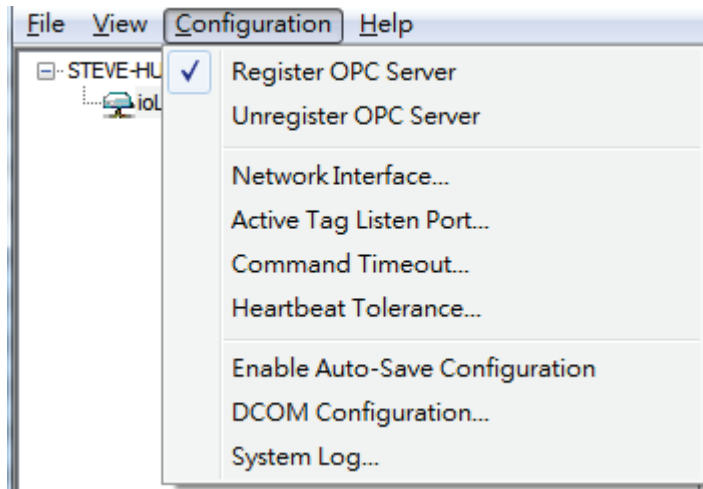 File View Configuration Help
STEVE-HU
ioL
Register OPC Server
Unregister OPC Server
Network Interface...
Active Tag Listen Port...
Command Timeout...
Heartbeat Tolerance...
Enable Auto-Save Configuration
DCOM Configuration...
System Log...